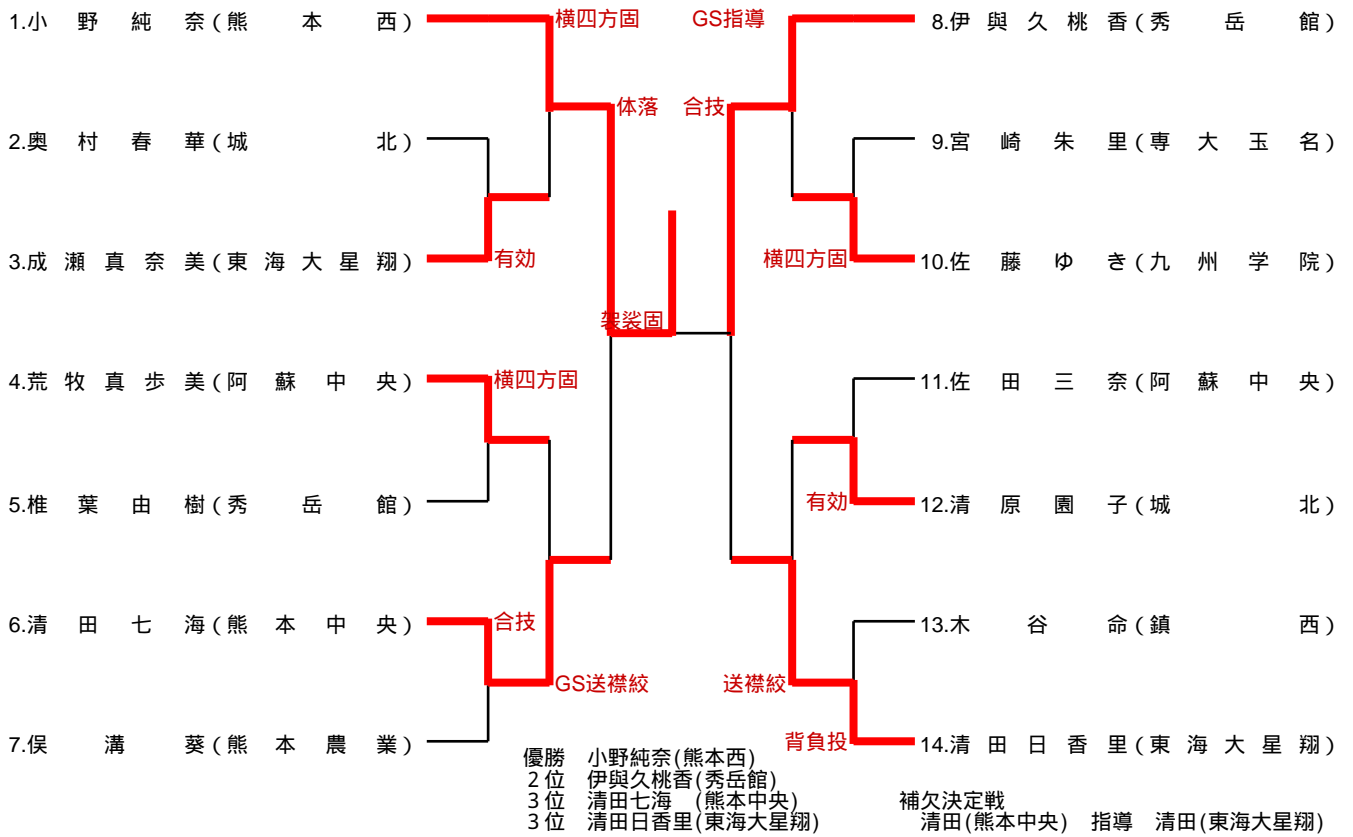 1.小野純奈(熊本西)
横四方固
GS指導
8.伊與久桃香(秀岳館)
体落
合技
2.奥村春華(城北)
9.宮崎朱里(専大玉名)
3.成瀬真奈美(東海大星翔)
有効
横四方固
10.佐藤ゆき(九州学院)
袈裟固
4.荒牧真歩美(阿蘇中央)
横四方固
11.佐田三奈(阿蘇中央)
5.椎葉由樹(秀岳館)
有効
12.清原園子(城北)
6.清田七海(熊本中央)
合技
13.木谷命(鎮西)
GS送襟絞
送襟絞
7.俣溝葵(熊本農業)
背負投
14.清田日香里(東海大星翔)
優勝 小野純奈(熊本西)
2位 伊與久桃香(秀岳館)
3位 清田七海 (熊本中央)
補欠決定戦
3位 清田日香里(東海大星翔)
清田(熊本中央) 指導 清田(東海大星翔)